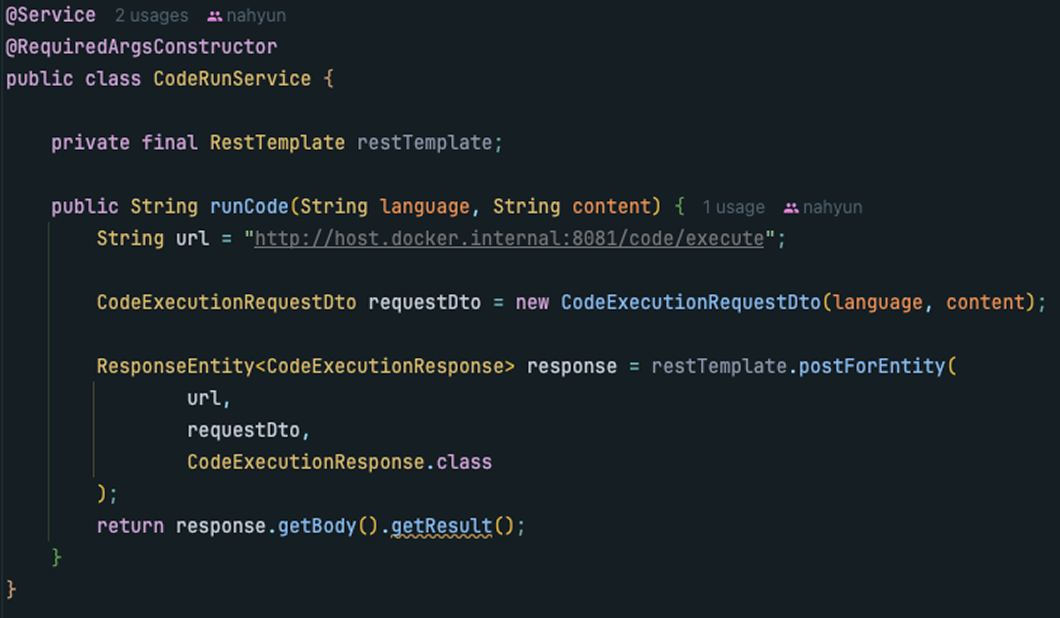 @Service 2 usages nahyun
@RequiredArgsConstructor
public class CodeRunService {
private final RestTemplate restTemplate;
public String runCode(String language, String content) { 1 usage nahyun
String url = "http://host.docker.internal:8081/code/execute";
CodeExecutionRequestDto requestDto = new CodeExecutionRequestDto(language, content);
ResponseEntity<CodeExecutionResponse> response = restTemplate.postForEntity(
url,
requestDto,
CodeExecutionResponse.class
);
return response.getBody().getResult();
}
}